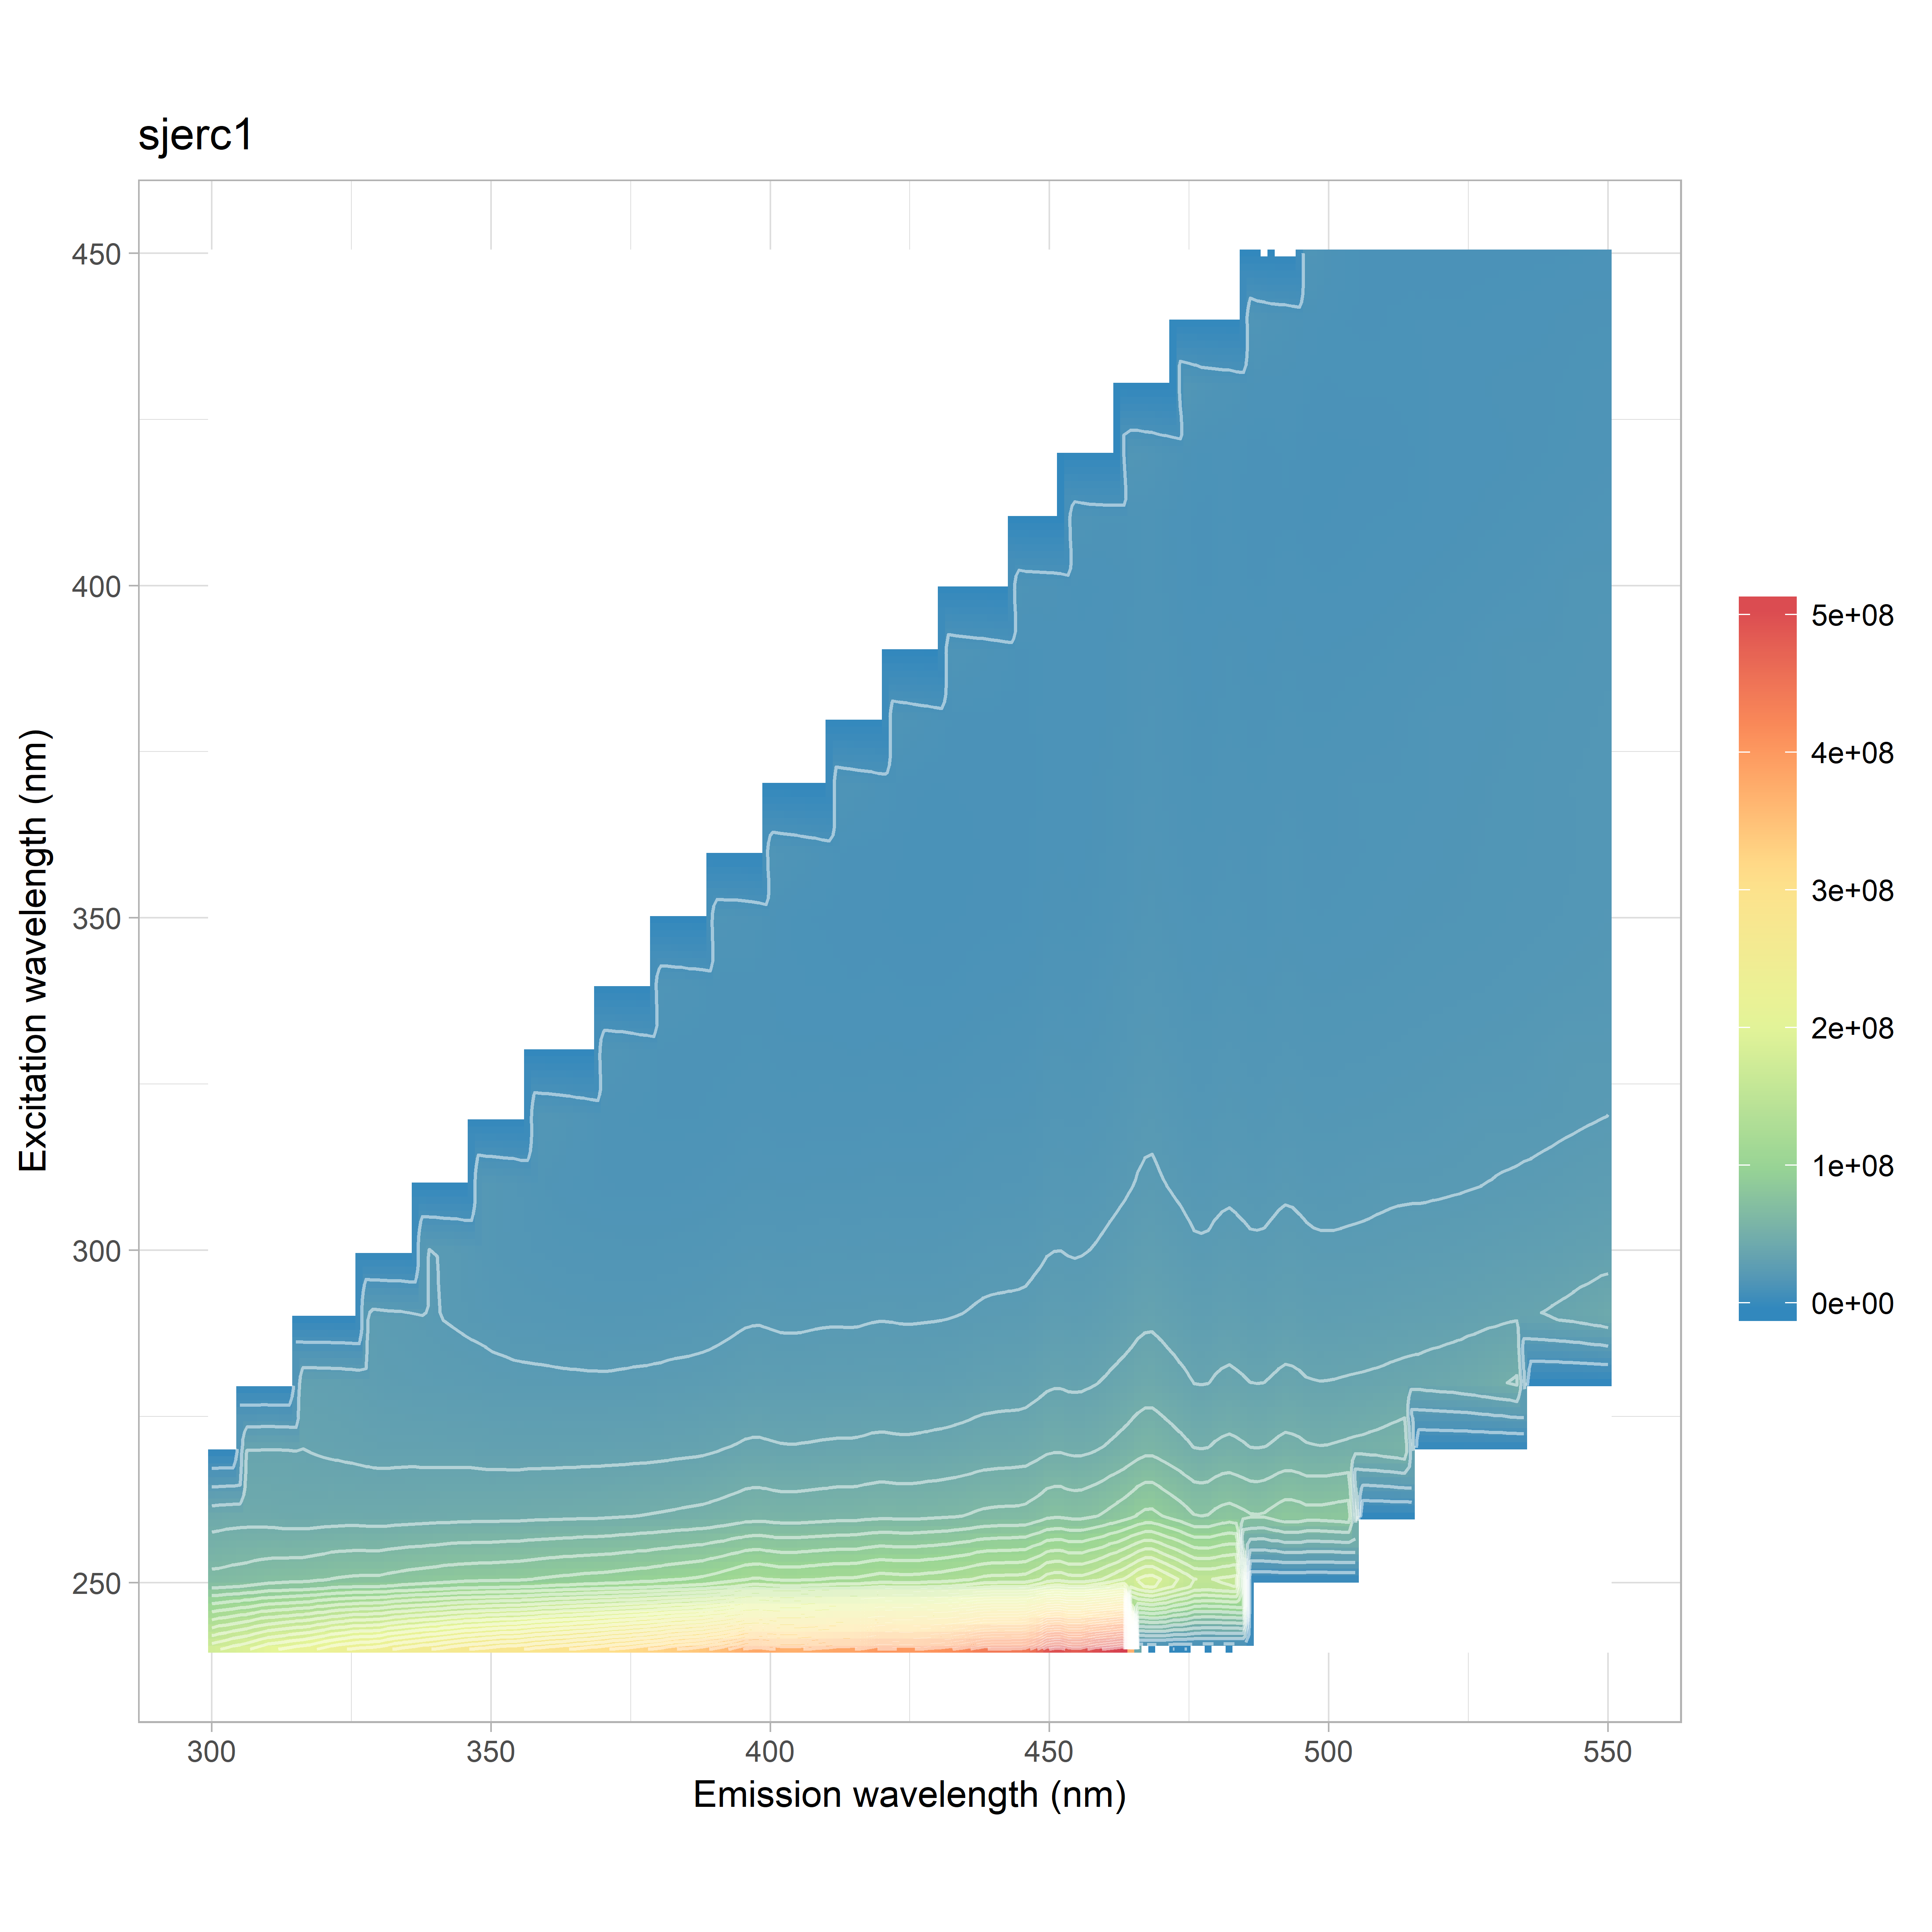 sjerc1
450
400
350
300
250
Excitation wavelength (nm)
300
350
400
450
500
550
Emission wavelength (nm)
5e+08
4e+08
3e+08
2e+08
1e+08
0e+00